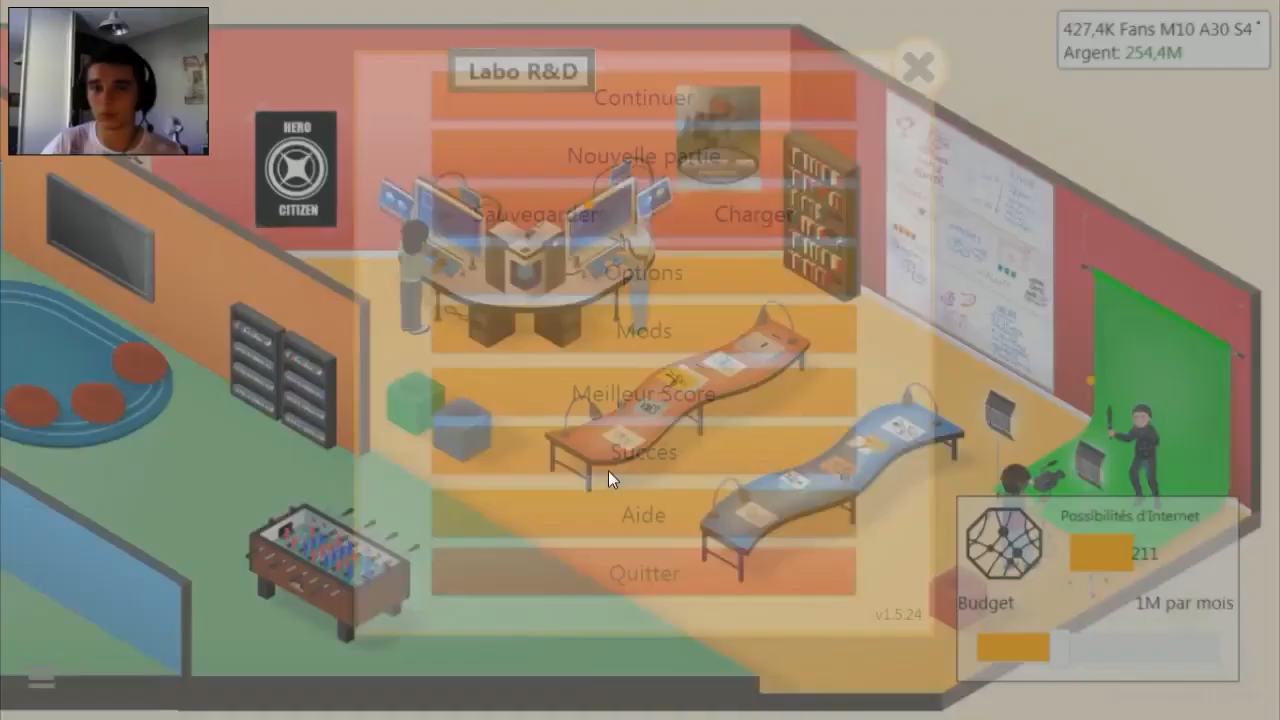 427,4K Fans M10 A30 S4
Argent: 254,4M
Labo R&D
Continuer
HERO
CITIZEN
Nouvelle partie
Sauvegarder
Charger
Options
Mods
Meilleur Score
Succès
Aide
Quitter
v1.5.24
Possibilités d'Internet
211
Budget
1M par mois